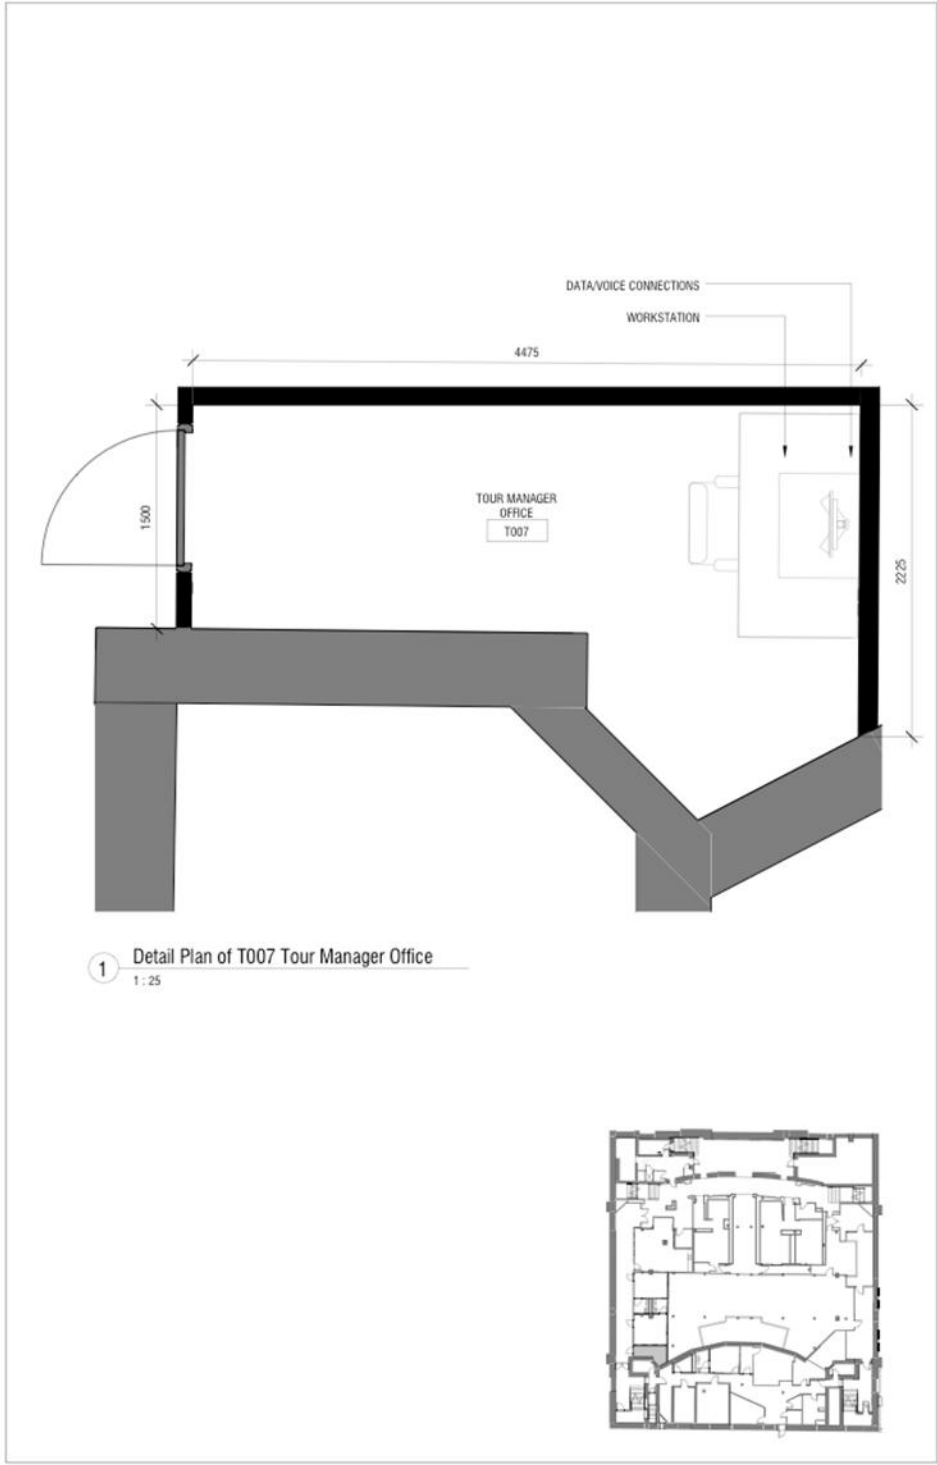 DATA/VOICE CONNECTIONS
WORKSTATION
4475
1500
TOUR MANAGER
OFFICE
T007
2225
1
Detail Plan of T007 Tour Manager Office
1 : 25